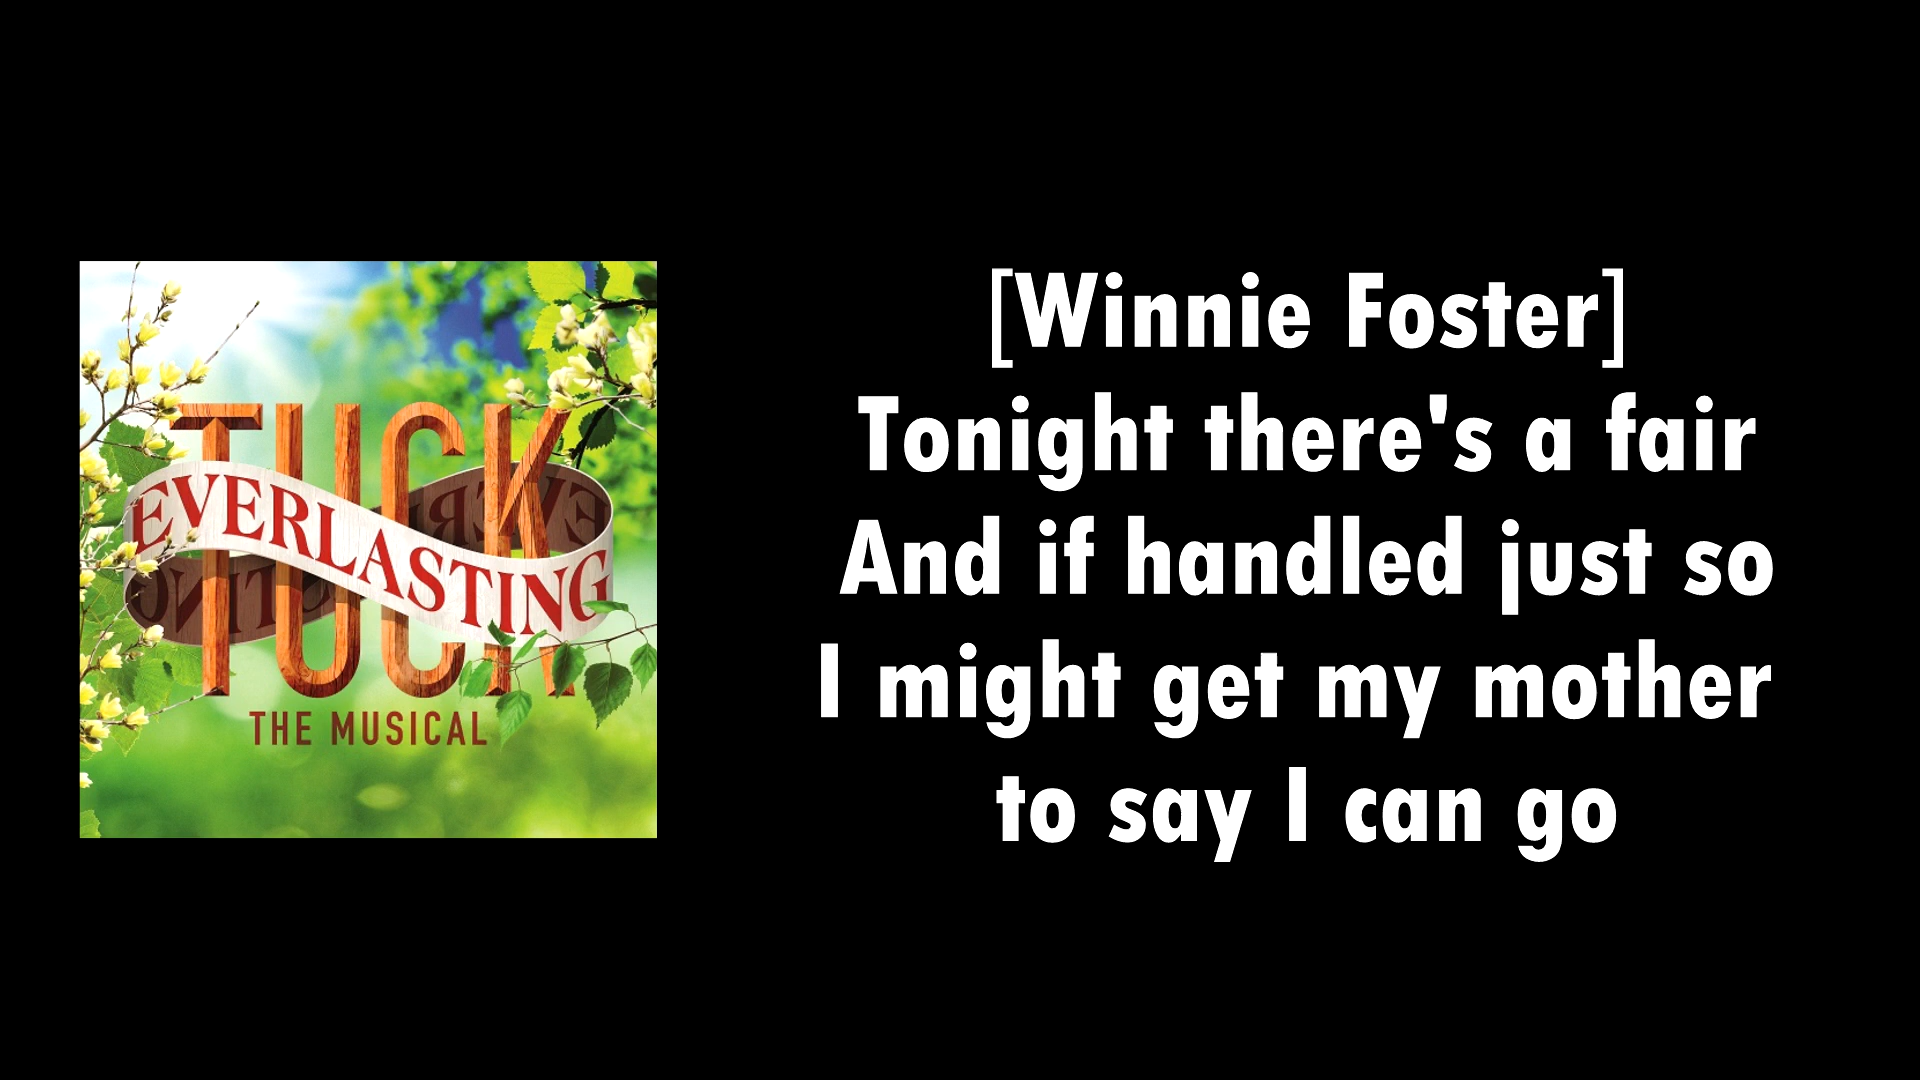 TUCK
EVERLASTING
THE MUSICAL
[Winnie Foster]
Tonight there's a fair
And if handled just so
I might get my mother
to say I can go